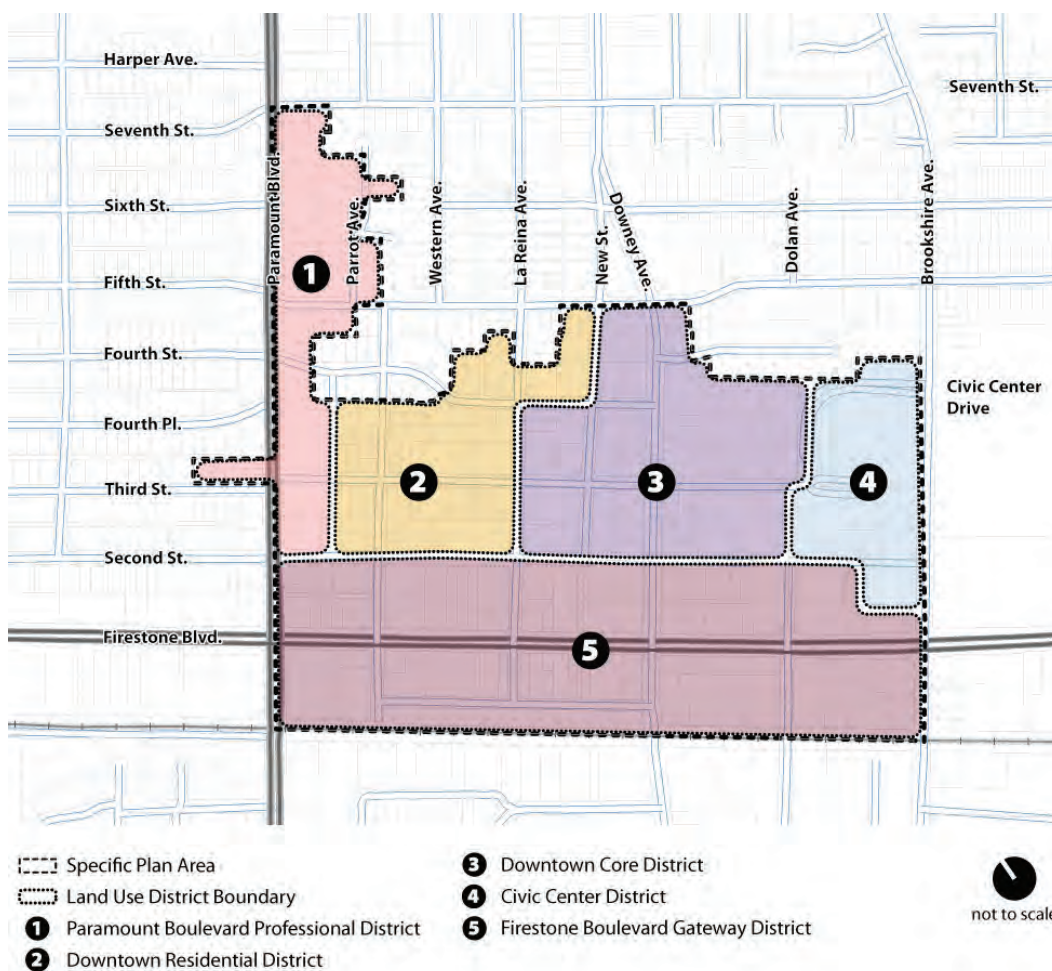 Harper Ave.
Seventh St.
Seventh St.
Paramount Blvd.
Parrot Ave.
Western Ave.
La Reina Ave.
New St.
Downey Ave.
Dolan Ave.
Brookshire Ave.
Sixth St.
1
Fifth St.
Fourth St.
Civic Center
Drive
Fourth Pl.
Third St.
2
3
4
Second St.
Firestone Blvd.
5
Specific Plan Area
Land Use District Boundary
1 Paramount Boulevard Professional District
2 Downtown Residential District
3 Downtown Core District
4 Civic Center District
5 Firestone Boulevard Gateway District
not to scale